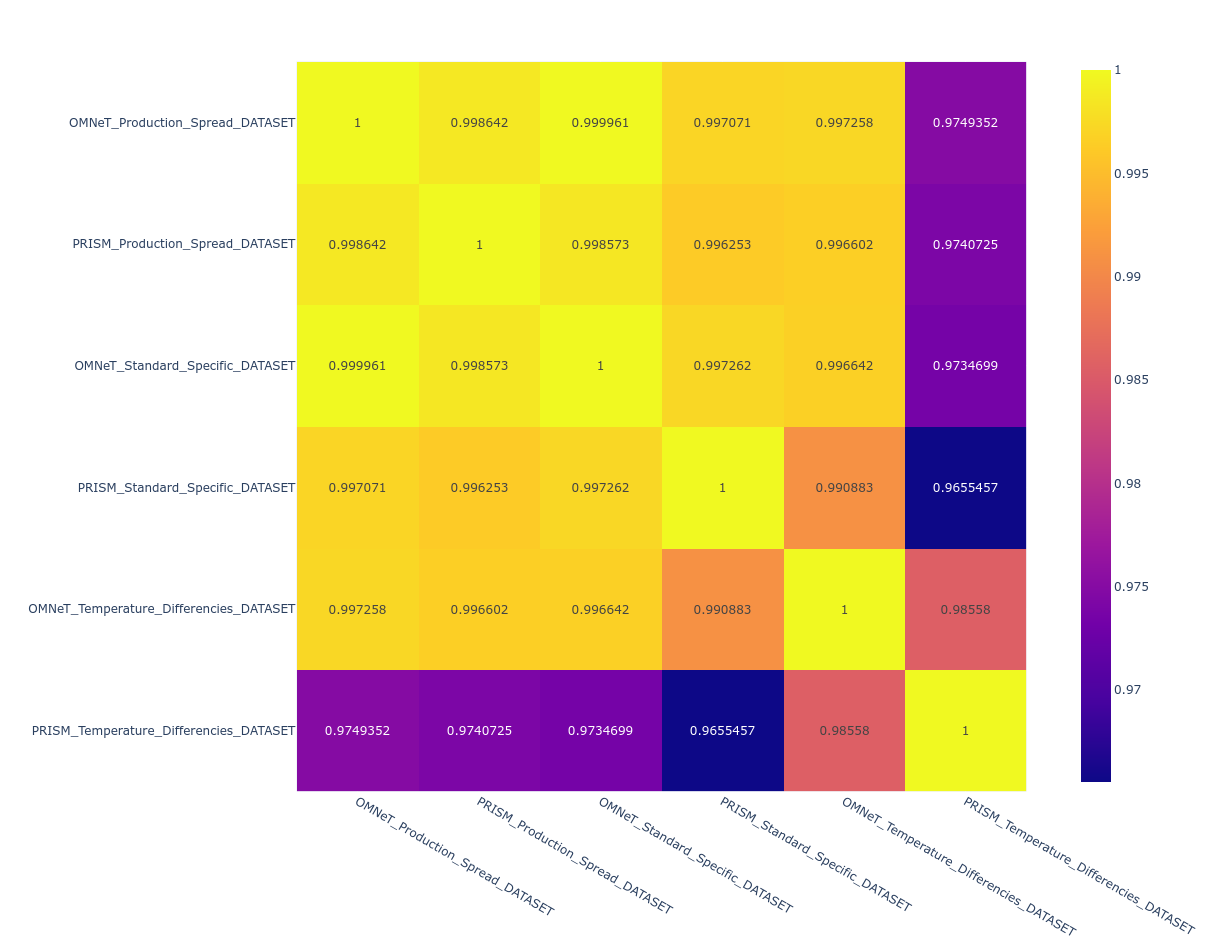 1
OMNeT_Production_Spread_DATASET 1 0.998642 0.999961 0.997071 0.997258 0.9749352
0.995
PRISM_Production_Spread_DATASET 0.998642 1 0.998573 0.996253 0.996602 0.9740725
0.99
OMNeT_Standard_Specific_DATASET 0.999961 0.998573 1 0.997262 0.996642 0.9734699
0.985
0.98
PRISM_Standard_Specific_DATASET 0.997071 0.996253 0.997262 1 0.990883 0.9655457
0.975
OMNeT_Temperature_Differencies_DATASET 0.997258 0.996602 0.996642 0.990883 1 0.98558
0.97
PRISM_Temperature_Differencies_DATASET 0.9749352 0.9740725 0.9734699 0.9655457 0.98558 1
OMNeT_Production_Spread_DATASET
PRISM_Production_Spread_DATASET
OMNeT_Standard_Specific_DATASET
PRISM_Standard_Specific_DATASET
OMNeT_Temperature_Differencies_DATASET
PRISM_Temperature_Differencies_DATASET